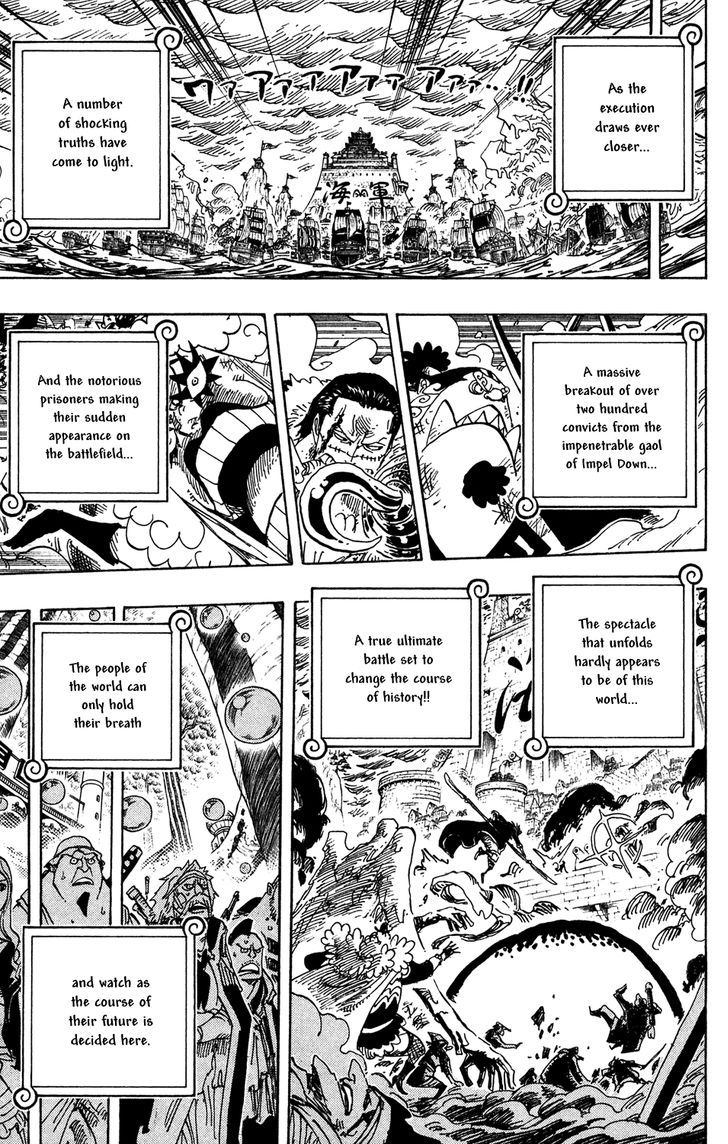 As the
execution
draws ever
closer...
ワァァァァァァァァ…!!
海軍
A number
of shocking
truths have
come to light.
A massive
breakout of over
two hundred
convicts from the
impenetrable gaol
of Impel Down...
And the notorious
prisoners making
their sudden
appearance on
the battlefield...
The spectacle
that unfolds
hardly appears
to be of this
world...
A true ultimate
battle set to
change the course
of history!!
The people of
the world can
only hold
their breath
and watch as
the course of
their future is
decided here.